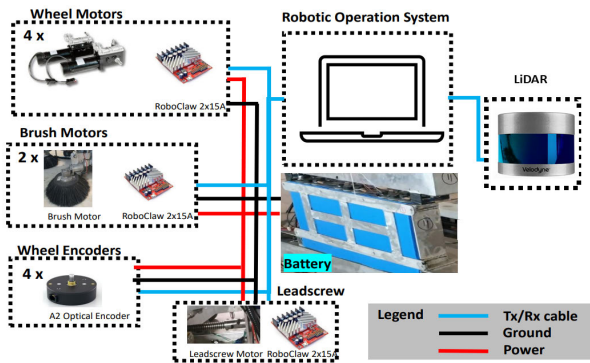 Wheel Motors
4 x
RoboClaw 2x15A
Robotic Operation System
LiDAR
Velodyne
Brush Motors
2 x
Brush Motor
RoboClaw 2x15A
Battery
Wheel Encoders
4 x
A2 Optical Encoder
Leadscrew
Leadscrew Motor
RoboClaw 2x15A
Legend
Tx/Rx cable
Ground
Power